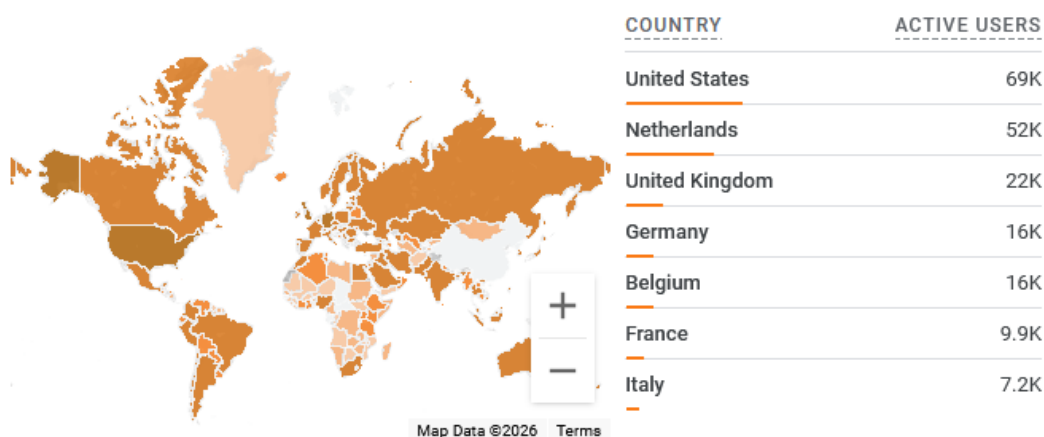 COUNTRY ACTIVE USERS
United States 69K
Netherlands 52K
United Kingdom 22K
Germany 16K
Belgium 16K
France 9.9K
Italy 7.2K
+
−
Map Data ©2026 Terms